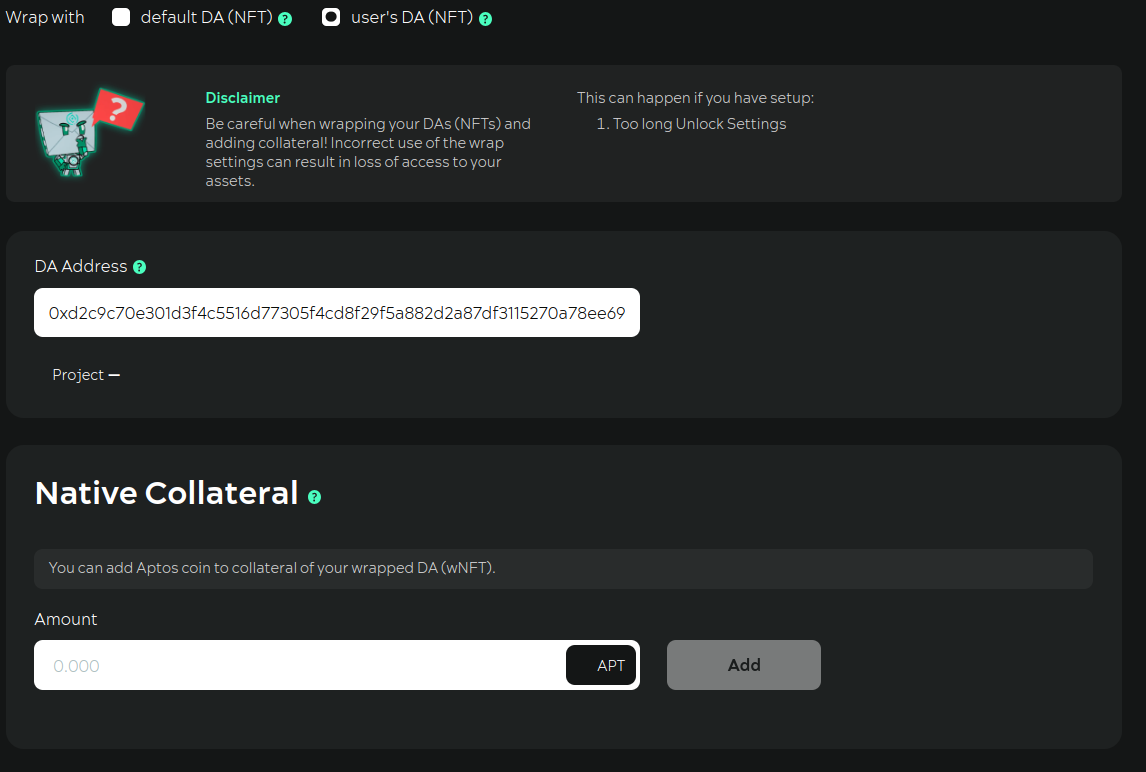 Wrap with default DA (NFT) ? user's DA (NFT) ?
?
Disclaimer
Be careful when wrapping your DAs (NFTs) and
adding collateral! Incorrect use of the wrap
settings can result in loss of access to your
assets.
This can happen if you have setup:
1. Too long Unlock Settings
DA Address ?
0xd2c9c70e301d3f4c5516d77305f4cd8f29f5a882d2a87df3115270a78ee69
Project —
Native Collateral ?
You can add Aptos coin to collateral of your wrapped DA (wNFT).
Amount
0.000 APT Add